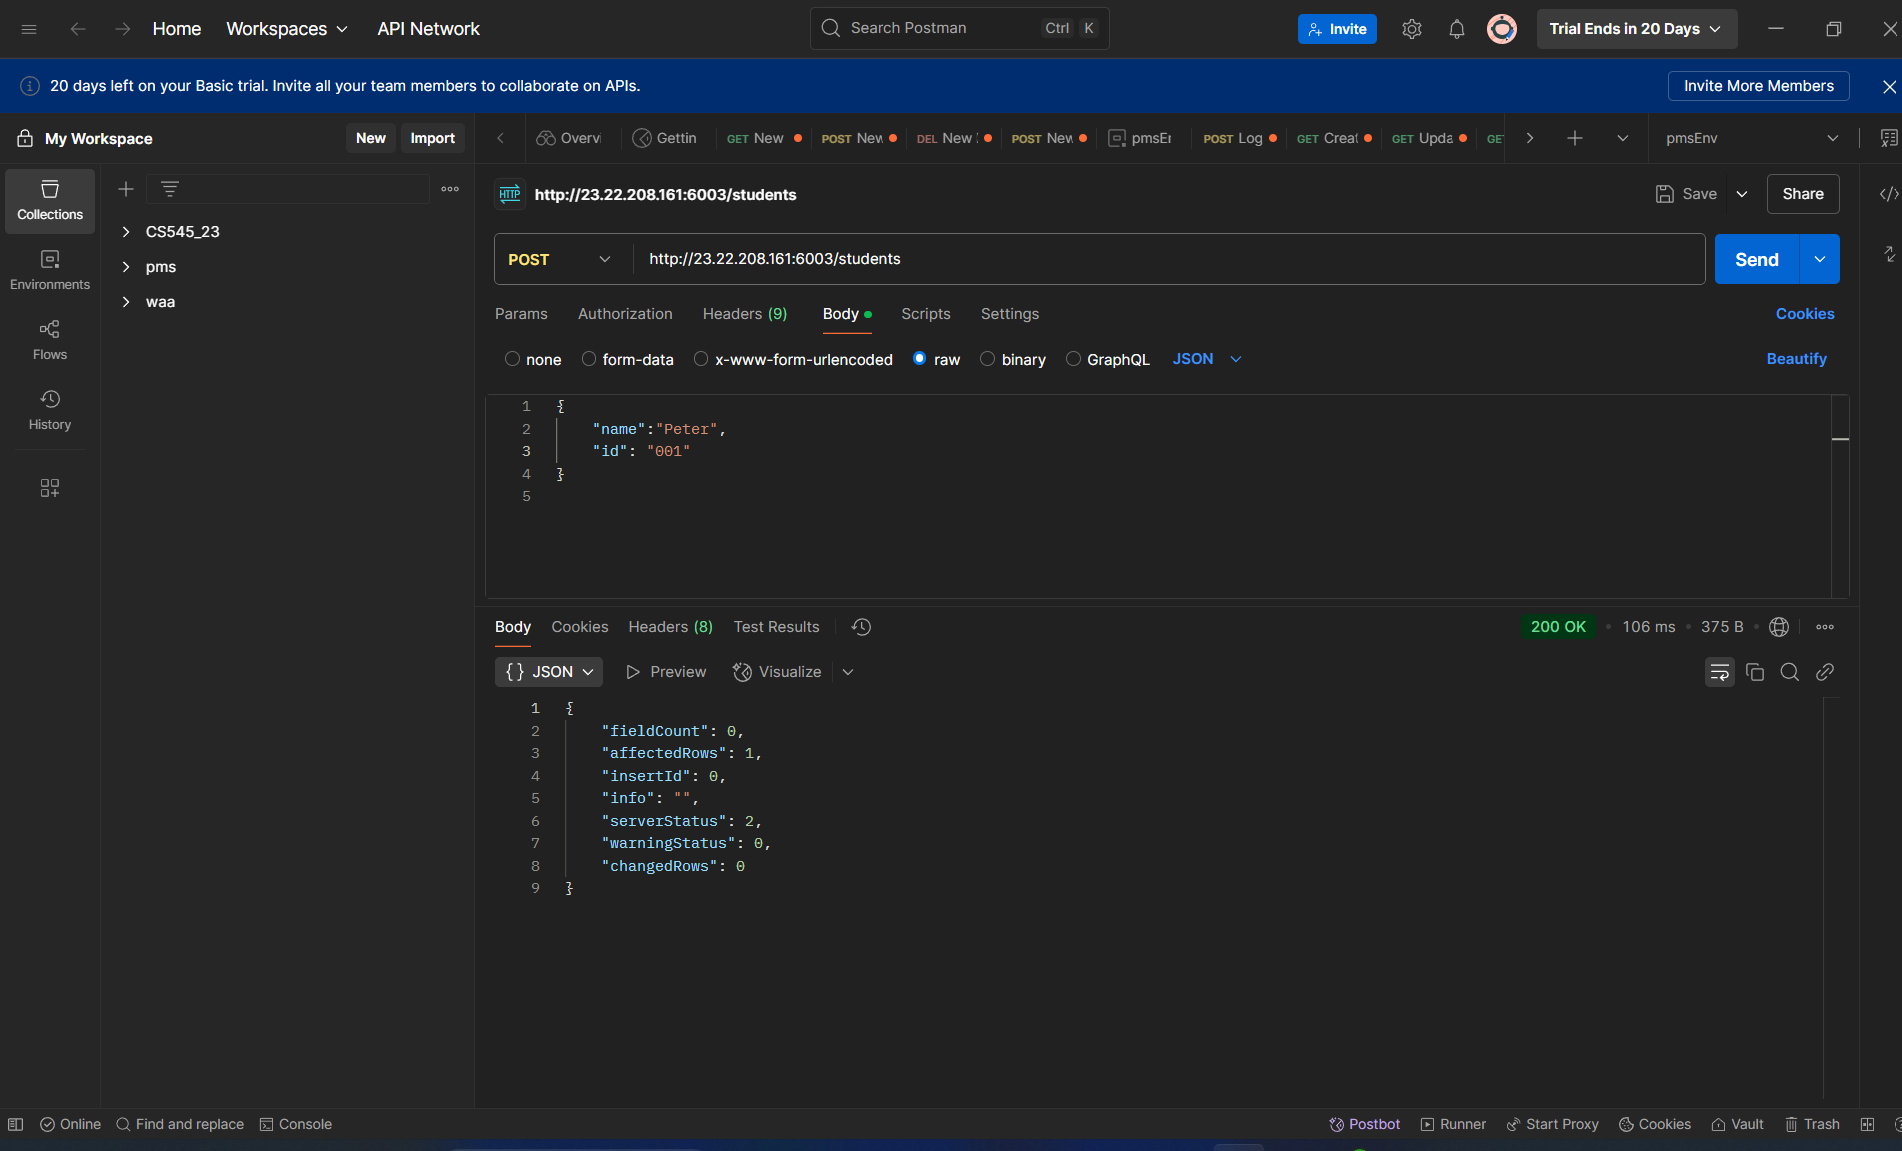 Home Workspaces API Network Search Postman Ctrl K Invite Trial Ends in 20 Days
20 days left on your Basic trial. Invite all your team members to collaborate on APIs. Invite More Members
My Workspace New Import Overvi Gettin GET New POST New DEL New POST New pmsEn POST Log GET Creat GET Upda GET pmsEnv
Collections
Environments
Flows
History
CS545_23
pms
waa
HTTP http://23.22.208.161:6003/students Save Share
POST http://23.22.208.161:6003/students Send
Params Authorization Headers (9) Body Scripts Settings Cookies
none form-data x-www-form-urlencoded raw binary GraphQL JSON Beautify
1 {
2 "name":"Peter",
3 "id": "001"
4 }
5
Body Cookies Headers (8) Test Results 200 OK 106 ms 375 B
{} JSON Preview Visualize
1 {
2 "fieldCount": 0,
3 "affectedRows": 1,
4 "insertId": 0,
5 "info": "",
6 "serverStatus": 2,
7 "warningStatus": 0,
8 "changedRows": 0
9 }
Online Find and replace Console Postbot Runner Start Proxy Cookies Vault Trash